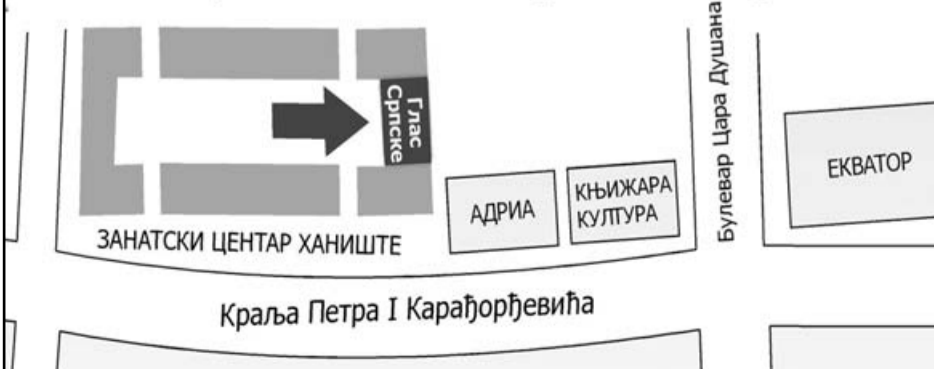 Глас
Српске
Булевар Цара Душана
ЕКВАТОР
АДРИА
КЊИЖАРА
КУЛТУРА
ЗАНАТСКИ ЦЕНТАР ХАНИШТЕ
Краља Петра I Карађорђевића